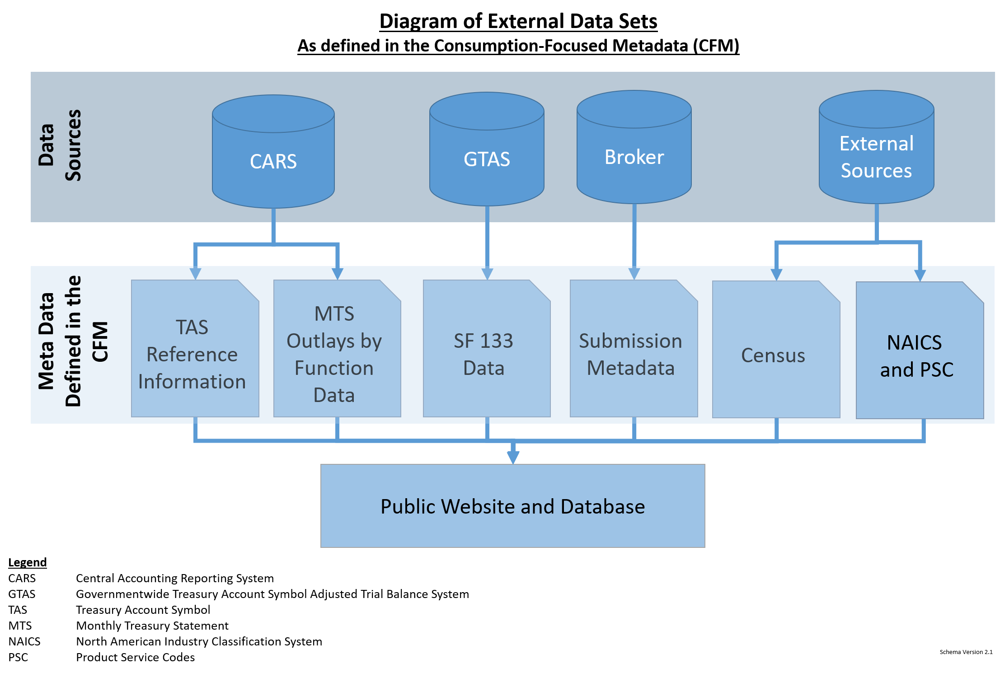 Diagram of External Data Sets
As defined in the Consumption-Focused Metadata (CFM)
Data
Sources
CARS
GTAS
Broker
External
Sources
Meta Data
Defined in the
CFM
TAS
Reference
Information
MTS
Outlays by
Function
Data
SF 133
Data
Submission
Metadata
Census
NAICS
and PSC
Public Website and Database
Legend
CARS Central Accounting Reporting System
GTAS Governmentwide Treasury Account Symbol Adjusted Trial Balance System
TAS Treasury Account Symbol
MTS Monthly Treasury Statement
NAICS North American Industry Classification System
PSC Product Service Codes
Schema Version 2.1